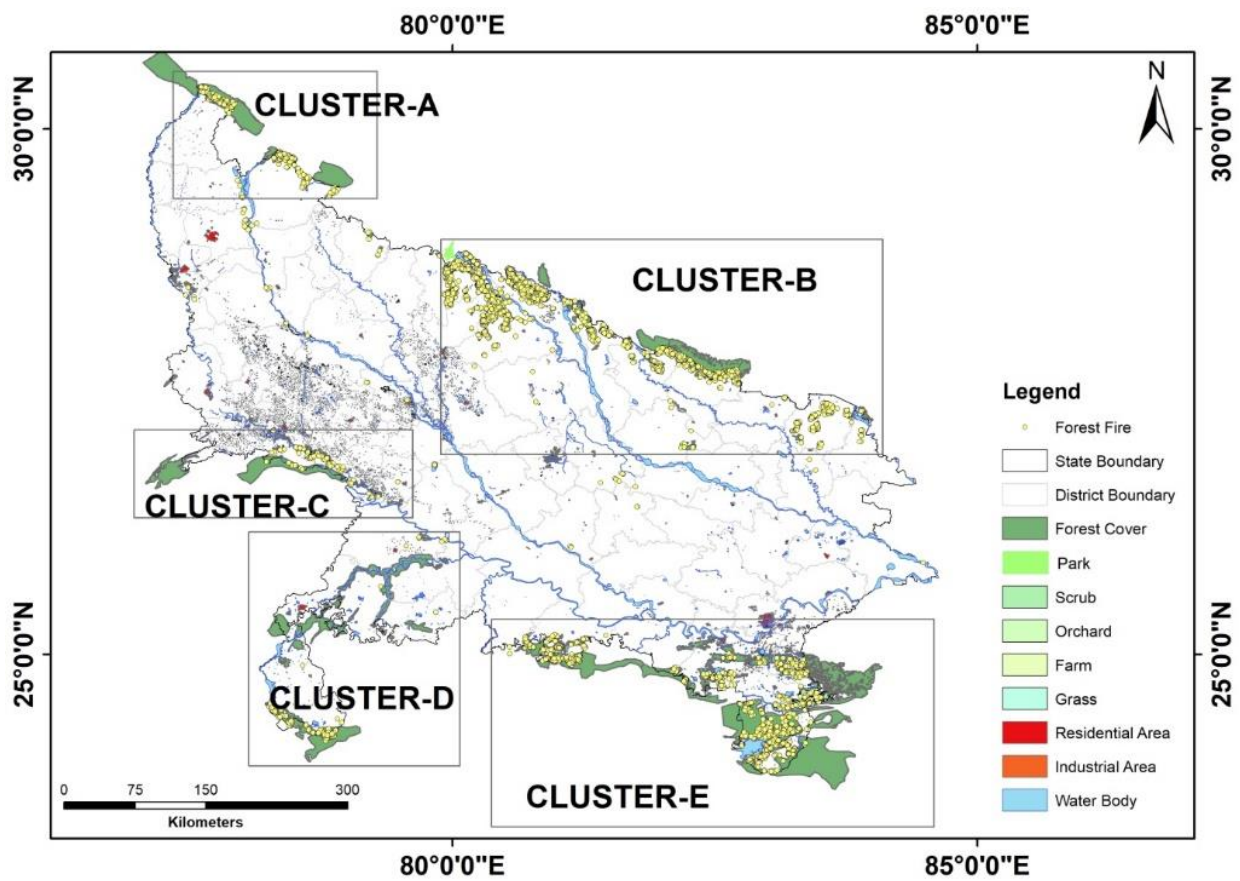 80°0'0"E
85°0'0"E
30°0'0"N
N
30°0'0"N
CLUSTER-A
CLUSTER-B
CLUSTER-C
CLUSTER-D
CLUSTER-E
25°0'0"N
25°0'0"N
Legend
Forest Fire
State Boundary
District Boundary
Forest Cover
Park
Scrub
Orchard
Farm
Grass
Residential Area
Industrial Area
Water Body
0 75 150 300
Kilometers
80°0'0"E
85°0'0"E